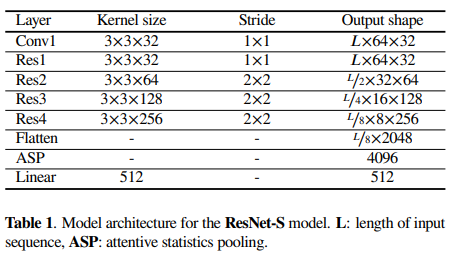 Layer Kernel size Stride Output shape
Conv1 3×3×32 1×1 L×64×32
Res1 3×3×32 1×1 L×64×32
Res2 3×3×64 2×2 L/2×32×64
Res3 3×3×128 2×2 L/4×16×128
Res4 3×3×256 2×2 L/8×8×256
Flatten - - L/8×2048
ASP - - 4096
Linear 512 - 512
Table 1. Model architecture for the ResNet-S model. L: length of input
sequence, ASP: attentive statistics pooling.